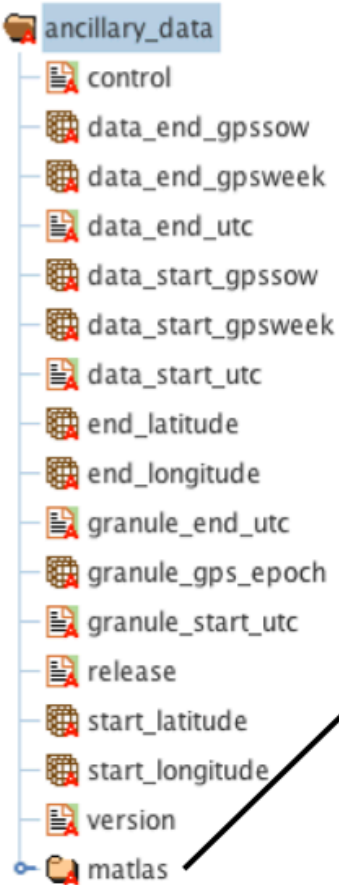 ancillary_data
control
data_end_gpssow
data_end_gpsweek
data_end_utc
data_start_gpssow
data_start_gpsweek
data_start_utc
end_latitude
end_longitude
granule_end_utc
granule_gps_epoch
granule_start_utc
release
start_latitude
start_longitude
version
matlas